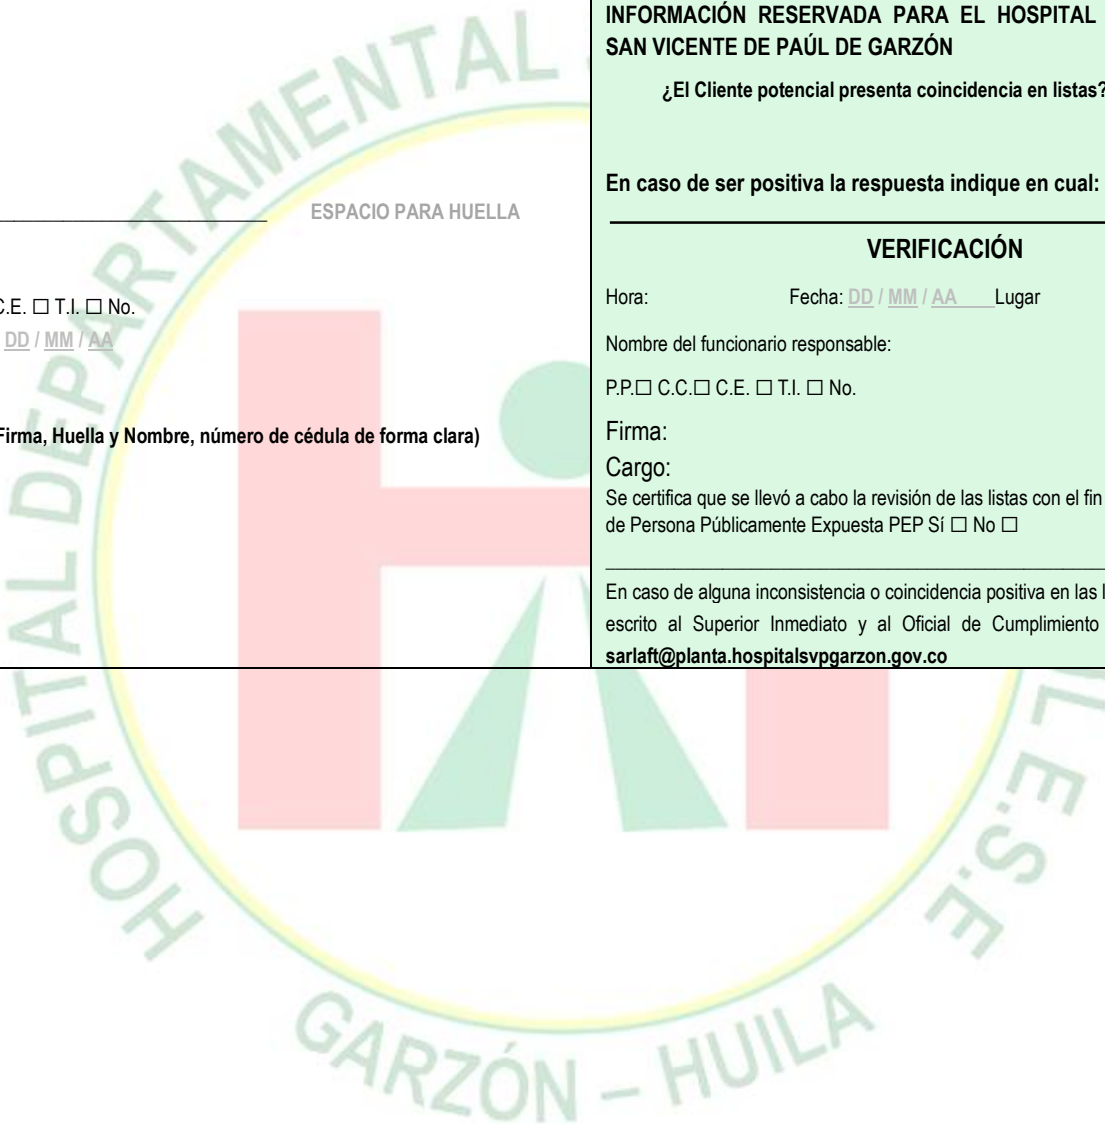 _________________________ ESPACIO PARA HUELLA
C.E. ☐ T.I. ☐ No.
DD / MM / AA
Firma, Huella y Nombre, número de cédula de forma clara)
INFORMACIÓN RESERVADA PARA EL HOSPITAL
SAN VICENTE DE PAÚL DE GARZÓN
¿El Cliente potencial presenta coincidencia en listas?
En caso de ser positiva la respuesta indique en cual:
VERIFICACIÓN
Hora: Fecha: DD / MM / AA Lugar
Nombre del funcionario responsable:
P.P.☐ C.C.☐ C.E. ☐ T.I. ☐ No.
Firma:
Cargo:
Se certifica que se llevó a cabo la revisión de las listas con el fin
de Persona Públicamente Expuesta PEP Sí ☐ No ☐
En caso de alguna inconsistencia o coincidencia positiva en las
escrito al Superior Inmediato y al Oficial de Cumplimiento
sarlaft@planta.hospitalsvpgarzon.gov.co
HOSPITAL DEPARTAMENTAL
E.S.E
GARZÓN – HUILA